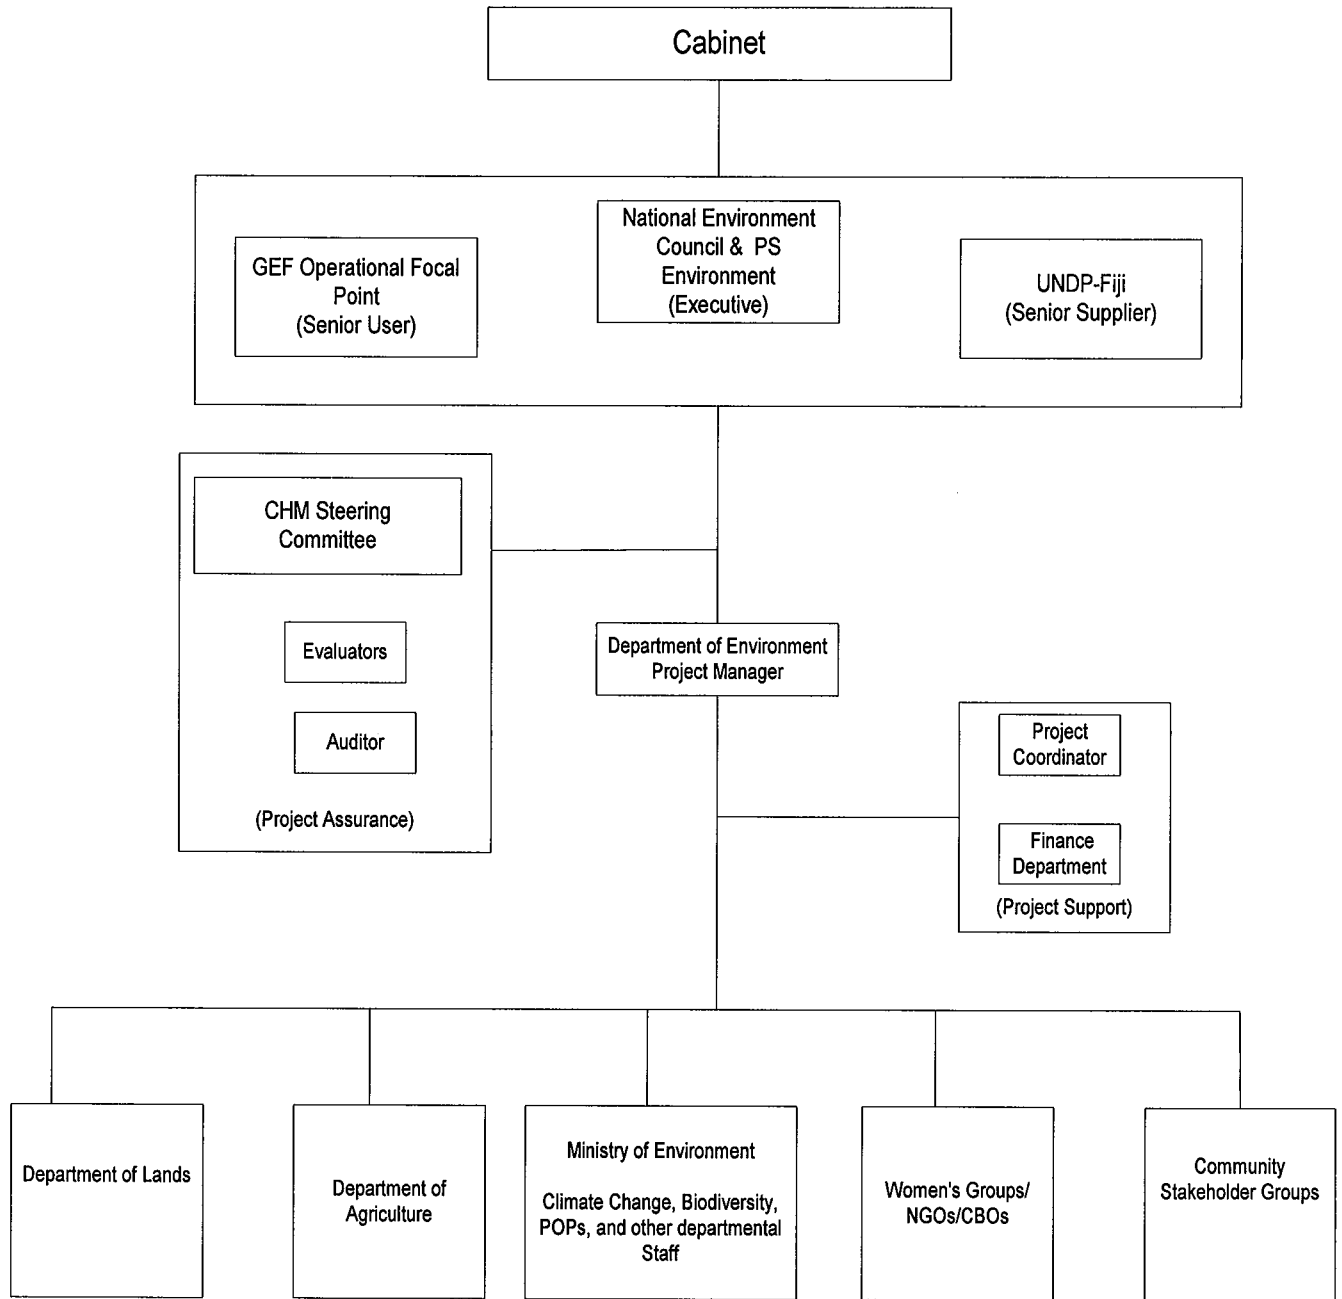 Cabinet
GEF Operational Focal
Point
(Senior User)
National Environment
Council & PS
Environment
(Executive)
UNDP-Fiji
(Senior Supplier)
CHM Steering
Committee
Evaluators
Auditor
(Project Assurance)
Department of Environment
Project Manager
Project
Coordinator
Finance
Department
(Project Support)
Department of Lands
Department of
Agriculture
Ministry of Environment
Climate Change, Biodiversity,
POPs, and other departmental
Staff
Women's Groups/
NGOs/CBOs
Community
Stakeholder Groups